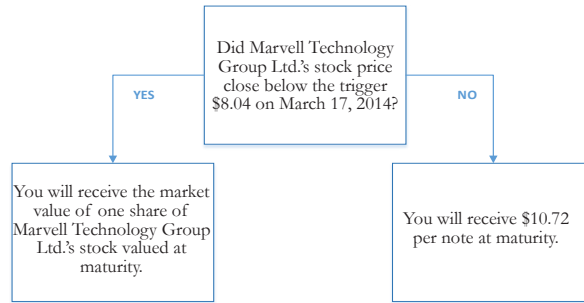 Did Marvell Technology
Group Ltd.'s stock price
close below the trigger
$8.04 on March 17, 2014?
YES
NO
You will receive the market
value of one share of
Marvell Technology Group
Ltd.'s stock valued at
maturity.
You will receive $10.72
per note at maturity.